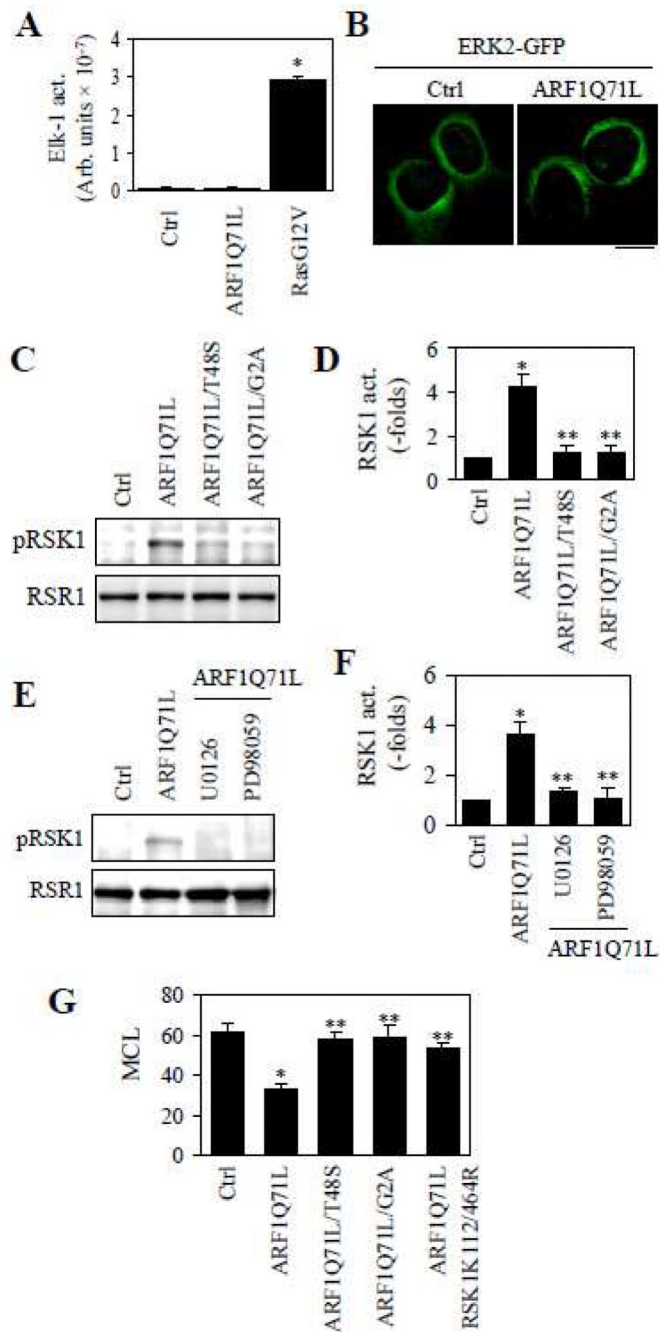 A
Elk-1 act.
(Arb. units × 10⁻⁷)
4
3
2
1
0
*
Ctrl
ARF1Q71L
RasG12V
B
ERK2-GFP
Ctrl
ARF1Q71L
C
Ctrl
ARF1Q71L
ARF1Q71L/T48S
ARF1Q71L/G2A
pRSK1
RSR1
D
RSK1 act.
(-folds)
6
4
2
0
*
**
**
Ctrl
ARF1Q71L
ARF1Q71L/T48S
ARF1Q71L/G2A
E
ARF1Q71L
Ctrl
ARF1Q71L
U0126
PD98059
pRSK1
RSR1
F
RSK1 act.
(-folds)
6
4
2
0
*
**
**
Ctrl
ARF1Q71L
U0126
PD98059
ARF1Q71L
G
MCL
80
60
40
20
0
*
**
**
**
Ctrl
ARF1Q71L
ARF1Q71L/T48S
ARF1Q71L/G2A
ARF1Q71L
RSK1K112/464R